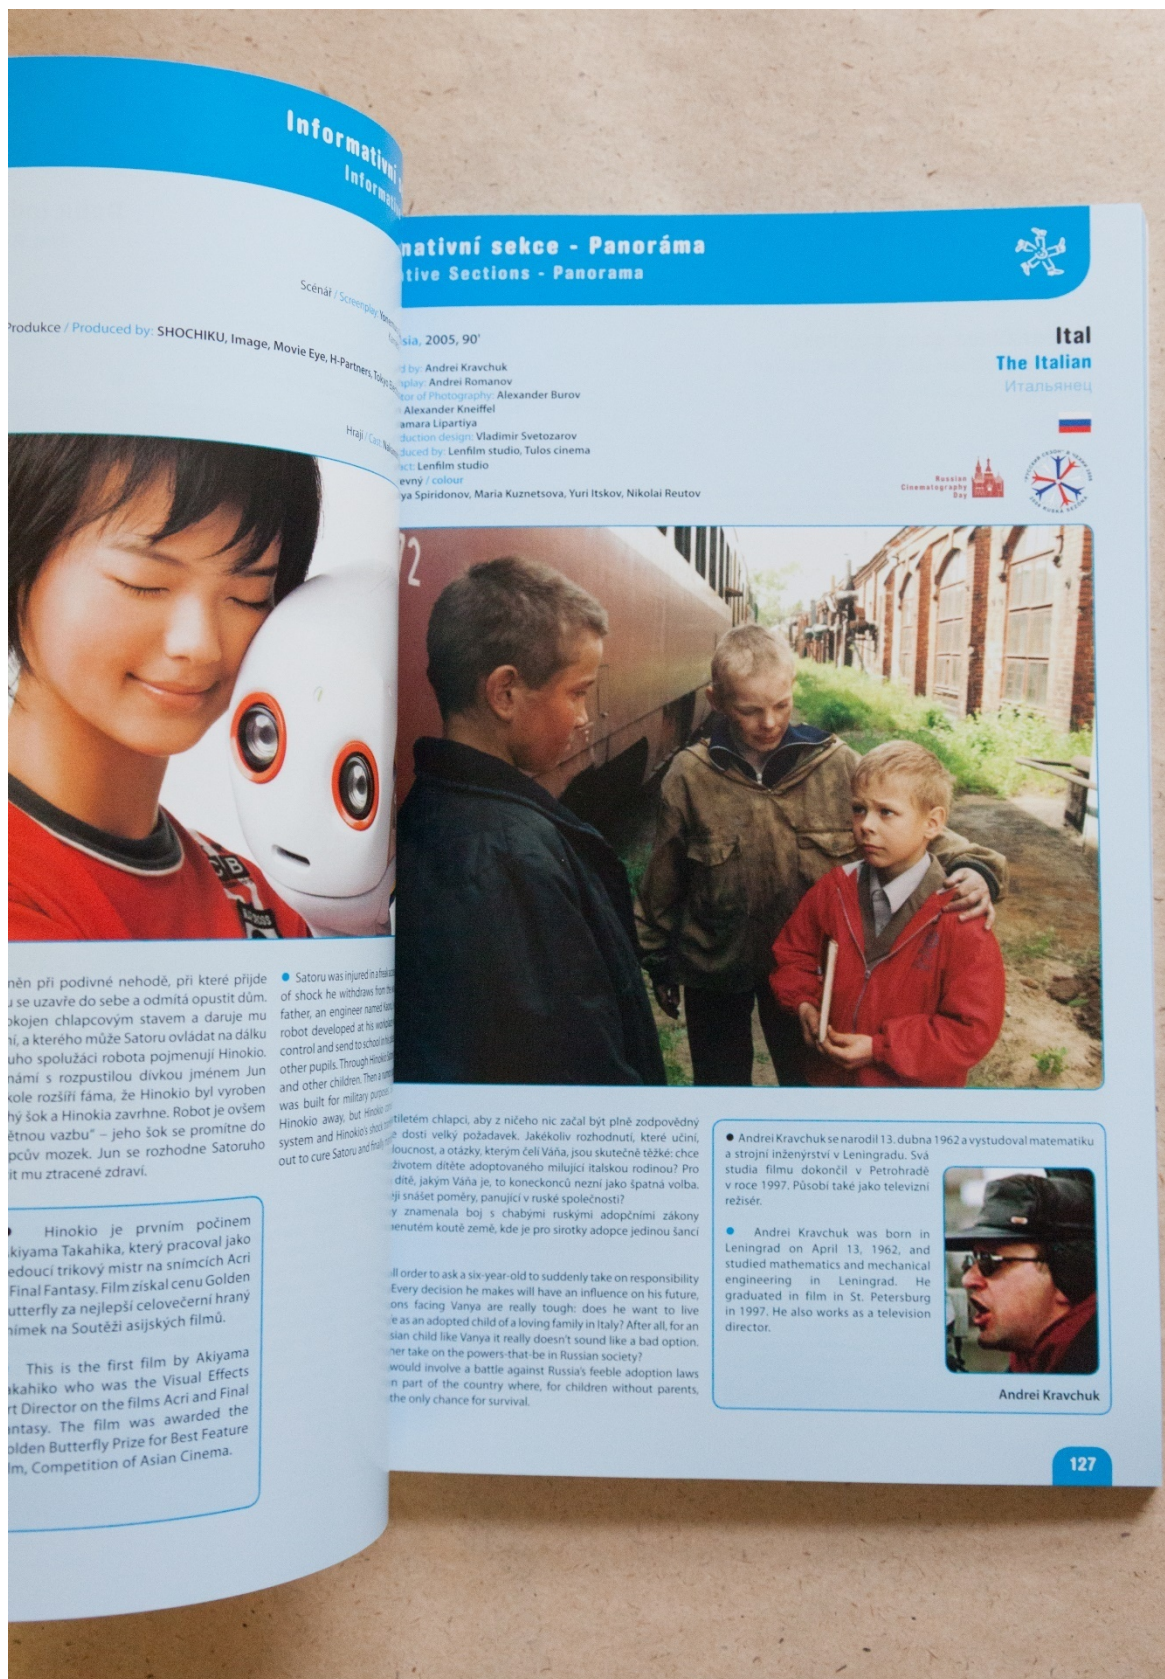 Informativní
Scénář / Screenplay:
Produkce / Produced by: SHOCHIKU, Image, Movie Eye, H-Partners, Tokyo
Hrají / Cast:
CB
něn při podivné nehodě, při které přijde
u se uzavře do sebe a odmítá opustit dům.
okojen chlapcovým stavem a daruje mu
ní, a kterého může Satoru ovládat na dálku
uho spolužáci robota pojmenují Hinokio.
námí s rozpustilou dívkou jménem Jun
kole rozšíří fáma, že Hinokio byl vyroben
hý šok a Hinokia zavrhne. Robot je ovšem
ětnou vazbu“ – jeho šok se promítne do
pcův mozek. Jun se rozhodne Satoruho
it mu ztracené zdraví.
● Satoru was injured in a freak
of shock he withdraws from the
father, an engineer named
robot developed at his workplace
control and send to school in
other pupils. Through Hinokio
and other children. Then a
was built for military purposes
Hinokio away, but Hinokio
system and Hinokio's shock
out to cure Satoru and finally
● Hinokio je prvním počinem
Akiyama Takahika, který pracoval jako
edoucí trikový mistr na snímcích Acri
Final Fantasy. Film získal cenu Golden
utterfly za nejlepší celovečerní hraný
nímek na Soutěži asijských filmů.
This is the first film by Akiyama
akahiko who was the Visual Effects
rt Director on the films Acri and Final
antasy. The film was awarded the
olden Butterfly Prize for Best Feature
lm, Competition of Asian Cinema.
nativní sekce - Panoráma
tive Sections - Panorama
sia, 2005, 90'
d by: Andrei Kravchuk
play: Andrei Romanov
tor of Photography: Alexander Burov
Alexander Kneiffel
amara Lipartiya
duction design: Vladimir Svetozarov
duced by: Lenfilm studio, Tulos cinema
act: Lenfilm studio
evný / colour
ya Spiridonov, Maria Kuznetsova, Yuri Itskov, Nikolai Reutov
Ital
The Italian
Итальянец
Russian
Cinematography
Day
72
tiletém chlapci, aby z ničeho nic začal být plně zodpovědný
e dosti velký požadavek. Jakékoliv rozhodnutí, které učiní,
loucnost, a otázky, kterým čelí Váňa, jsou skutečně těžké: chce
životem dítěte adoptovaného milující italskou rodinou? Pro
dítě, jakým Váňa je, to koneckonců nezní jako špatná volba.
ěji snášet poměry, panující v ruské společnosti?
y znamenala boj s chabými ruskými adopčními zákony
enutém koutě země, kde je pro sirotky adopce jedinou šancí
ll order to ask a six-year-old to suddenly take on responsibility
Every decision he makes will have an influence on his future,
ons facing Vanya are really tough: does he want to live
e as an adopted child of a loving family in Italy? After all, for an
sian child like Vanya it really doesn't sound like a bad option.
her take on the powers-that-be in Russian society?
would involve a battle against Russia's feeble adoption laws
n part of the country where, for children without parents,
the only chance for survival.
● Andrei Kravchuk se narodil 13. dubna 1962 a vystudoval matematiku
a strojní inženýrství v Leningradu. Svá
studia filmu dokončil v Petrohradě
v roce 1997. Působí také jako televizní
režisér.
● Andrei Kravchuk was born in
Leningrad on April 13, 1962, and
studied mathematics and mechanical
engineering in Leningrad. He
graduated in film in St. Petersburg
in 1997. He also works as a television
director.
Andrei Kravchuk
127